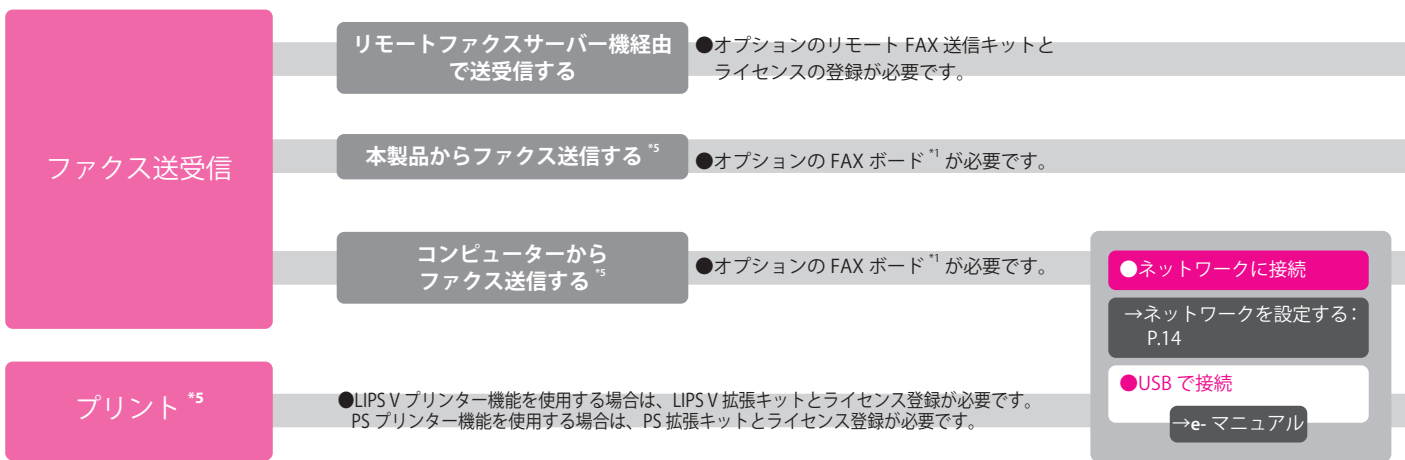 ファクス送受信
リモートファクスサーバー機経由
で送受信する
●オプションのリモート FAX 送信キットと
ライセンスの登録が必要です。
本製品からファクス送信する *5
●オプションの FAX ボード *1 が必要です。
コンピューターから
ファクス送信する *5
●オプションの FAX ボード *1 が必要です。
●ネットワークに接続
→ネットワークを設定する：
P.14
●USB で接続
→e- マニュアル
プリント *5
●LIPS V プリンター機能を使用する場合は、LIPS V 拡張キットとライセンス登録が必要です。
PS プリンター機能を使用する場合は、PS 拡張キットとライセンス登録が必要です。